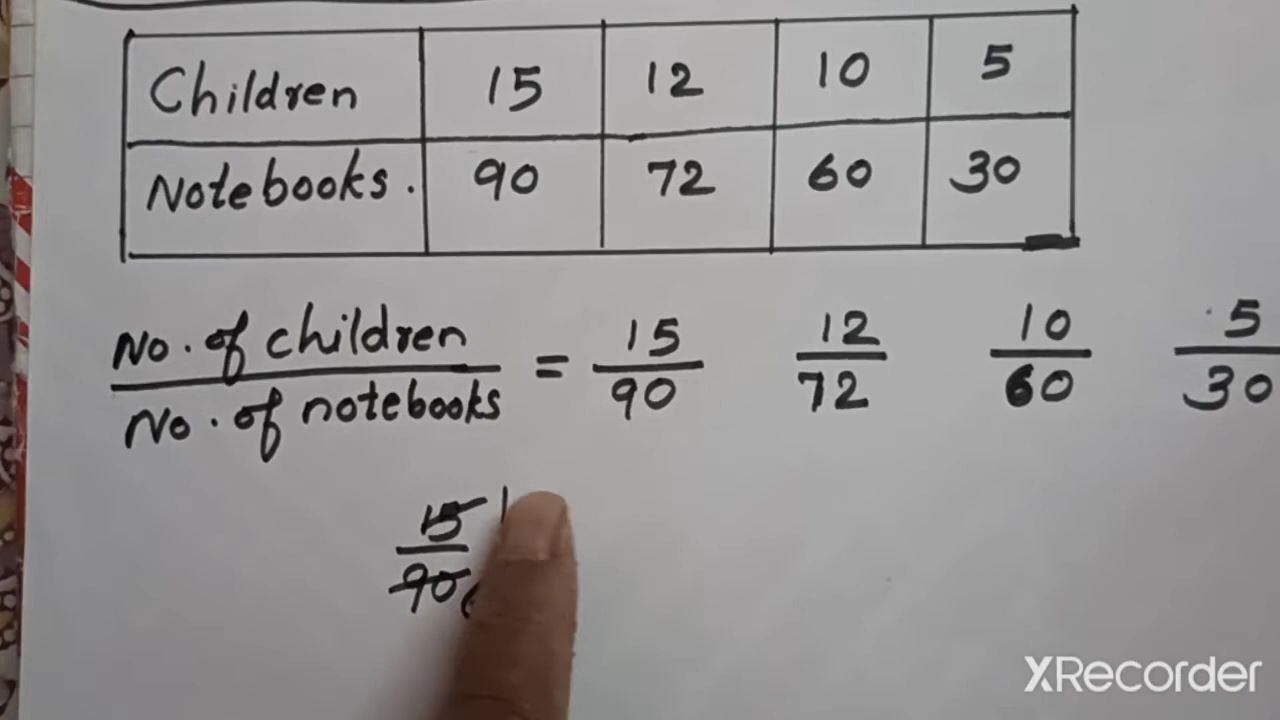 Children 15 12 10 5
Notebooks. 90 72 60 30
No. of children 15 12 10 5
= 
No. of notebooks 90 72 60 30
15 1
90
XRecorder